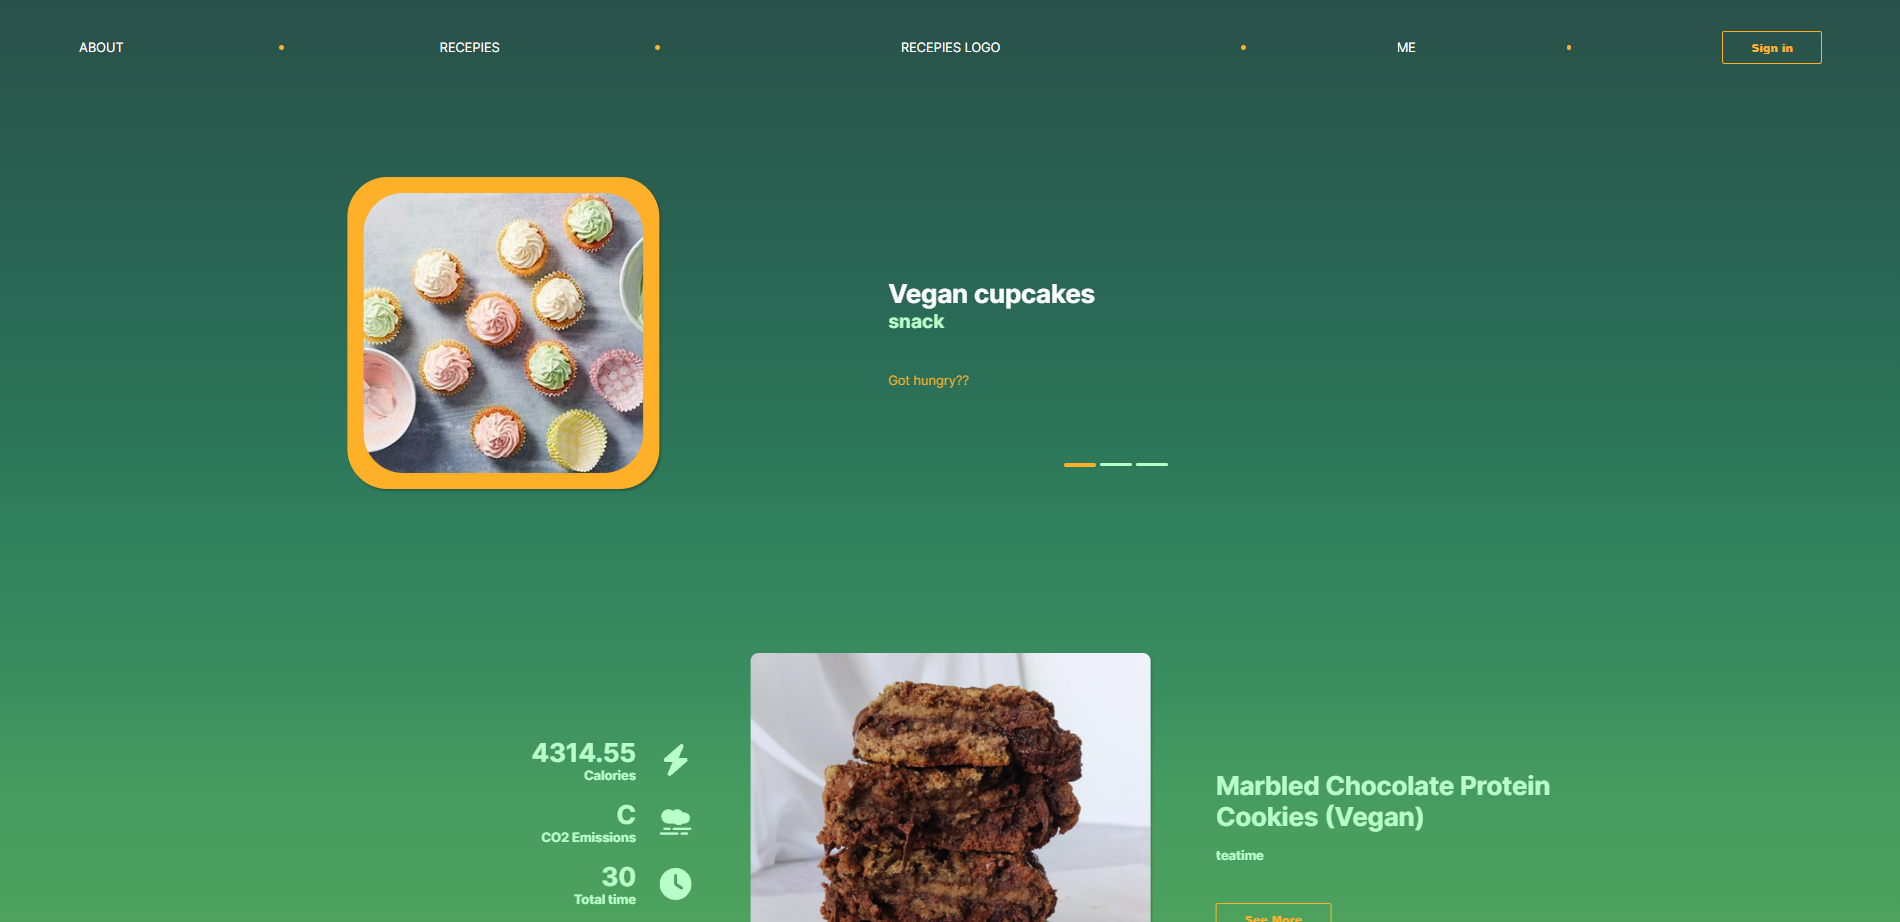 ABOUT
RECEPIES
RECEPIES LOGO
ME
Sign in
Vegan cupcakes
snack
Got hungry??
4314.55
Calories
C
CO2 Emissions
30
Total time
Marbled Chocolate Protein
Cookies (Vegan)
teatime
See More